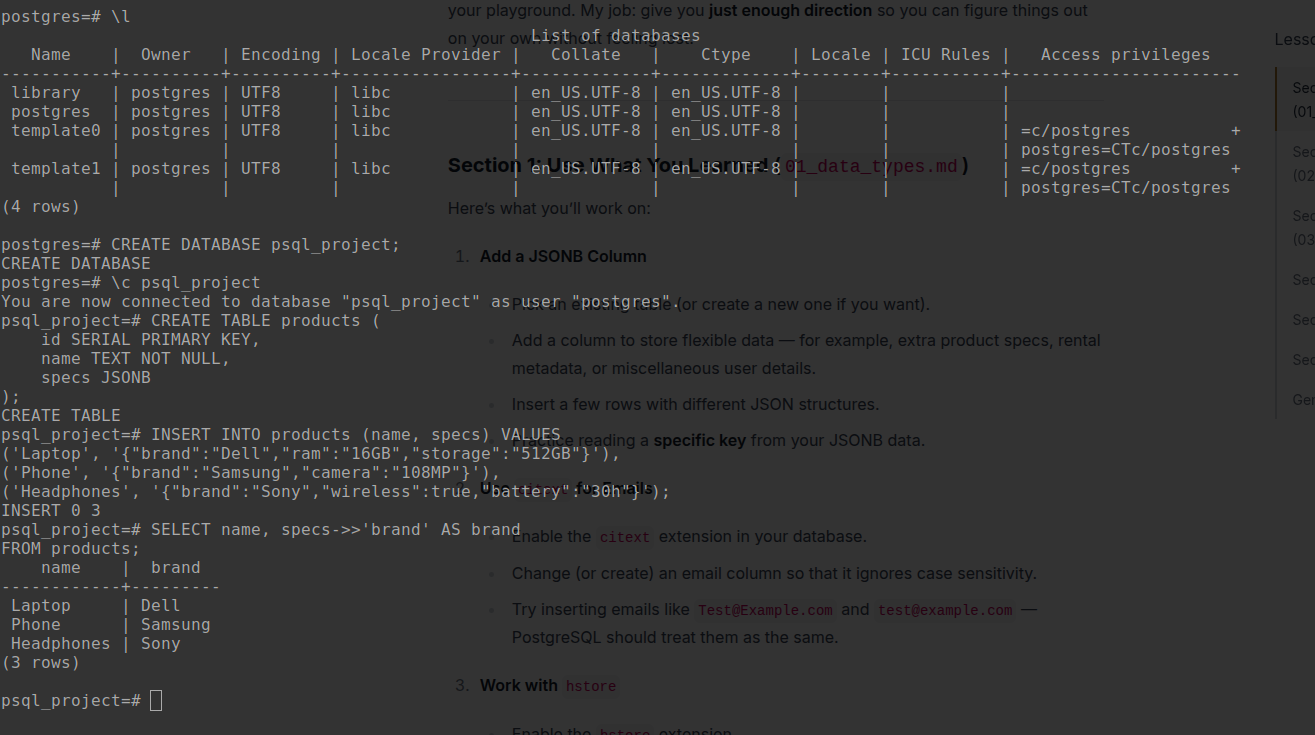 postgres=# \l
List of databases
Name | Owner | Encoding | Locale Provider | Collate | Ctype | Locale | ICU Rules | Access privileges
-----------+----------+----------+-----------------+-------------+-------------+--------+-----------+-----------------------
library | postgres | UTF8 | libc | en_US.UTF-8 | en_US.UTF-8 | | |
postgres | postgres | UTF8 | libc | en_US.UTF-8 | en_US.UTF-8 | | |
template0 | postgres | UTF8 | libc | en_US.UTF-8 | en_US.UTF-8 | | | =c/postgres +
| | | | | | | | postgres=CTc/postgres
template1 | postgres | UTF8 | libc | en_US.UTF-8 | en_US.UTF-8 | | | =c/postgres +
| | | | | | | | postgres=CTc/postgres
(4 rows)
postgres=# CREATE DATABASE psql_project;
CREATE DATABASE
postgres=# \c psql_project
You are now connected to database "psql_project" as user "postgres".
psql_project=# CREATE TABLE products (
id SERIAL PRIMARY KEY,
name TEXT NOT NULL,
specs JSONB
);
CREATE TABLE
psql_project=# INSERT INTO products (name, specs) VALUES
('Laptop', '{"brand":"Dell","ram":"16GB","storage":"512GB"}'),
('Phone', '{"brand":"Samsung","camera":"108MP"}'),
('Headphones', '{"brand":"Sony","wireless":true,"battery":"30h"}');
INSERT 0 3
psql_project=# SELECT name, specs->>'brand' AS brand
FROM products;
name | brand
------------+---------
Laptop | Dell
Phone | Samsung
Headphones | Sony
(3 rows)
psql_project=#
your playground. My job: give you just enough direction so you can figure things out
on your own without feeling lost.
Section 1: Use What You Learned (01_data_types.md)
Here's what you'll work on:
1. Add a JSONB Column
Pick an existing table (or create a new one if you want).
Add a column to store flexible data — for example, extra product specs, rental
metadata, or miscellaneous user details.
Insert a few rows with different JSON structures.
Practice reading a specific key from your JSONB data.
2. Use citext for Emails
Enable the citext extension in your database.
Change (or create) an email column so that it ignores case sensitivity.
Try inserting emails like Test@Example.com and test@example.com —
PostgreSQL should treat them as the same.
3. Work with hstore
Enable the hstore extension.
Lesso
Sec
(01_
Sec
(02
Sec
(03
Sec
Sec
Sec
Gen